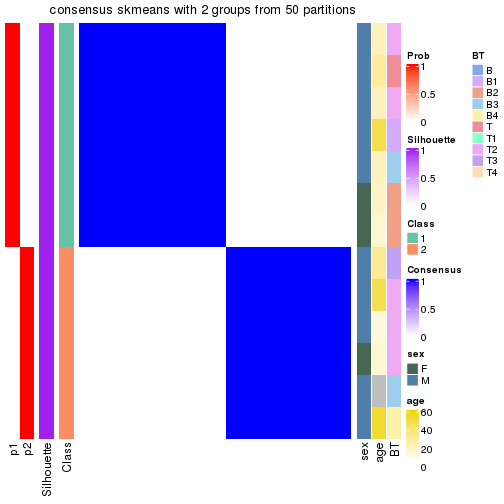 consensus skmeans with 2 groups from 50 partitions
p1
p2
Silhouette
Class
sex
age
BT
Prob
1
0.5
0
Silhouette
1
0.5
0
Class
1
2
Consensus
1
0.5
0
sex
F
M
age
60
40
20
0
BT
B
B1
B2
B3
B4
T
T1
T2
T3
T4